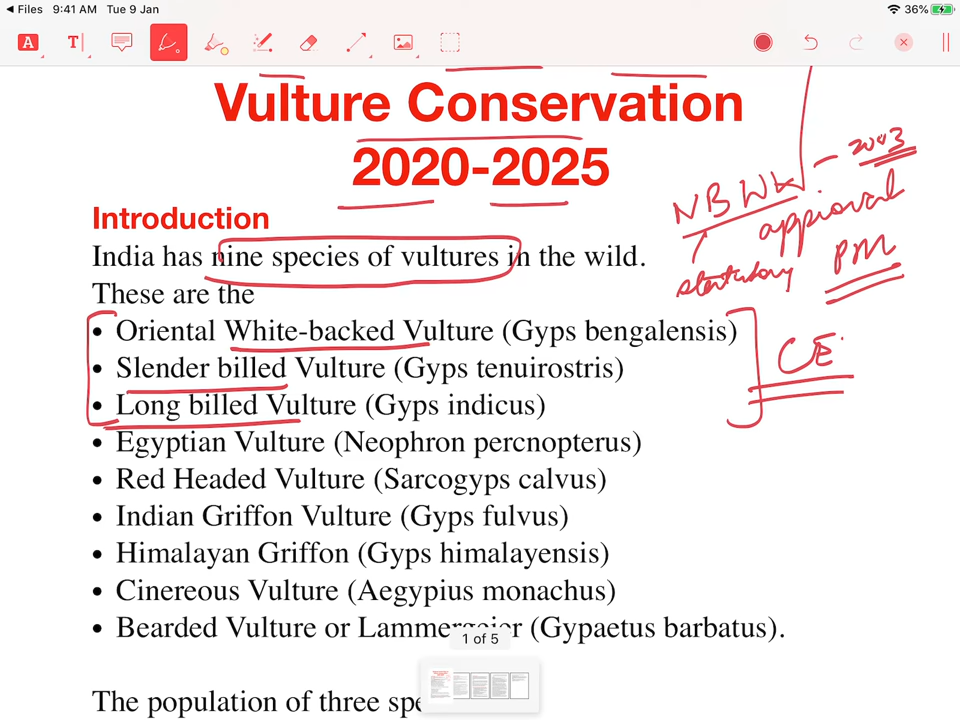 Files 9:41 AM Tue 9 Jan 36%
A T
Vulture Conservation
2020-2025
NBWL - 2003
approval
statutory PM
Introduction
India has nine species of vultures in the wild.
These are the
• Oriental White-backed Vulture (Gyps bengalensis)
• Slender billed Vulture (Gyps tenuirostris)
• Long billed Vulture (Gyps indicus)
CE
• Egyptian Vulture (Neophron percnopterus)
• Red Headed Vulture (Sarcogyps calvus)
• Indian Griffon Vulture (Gyps fulvus)
• Himalayan Griffon (Gyps himalayensis)
• Cinereous Vulture (Aegypius monachus)
• Bearded Vulture or Lammergeier (Gypaetus barbatus).
1 of 5
The population of three spe